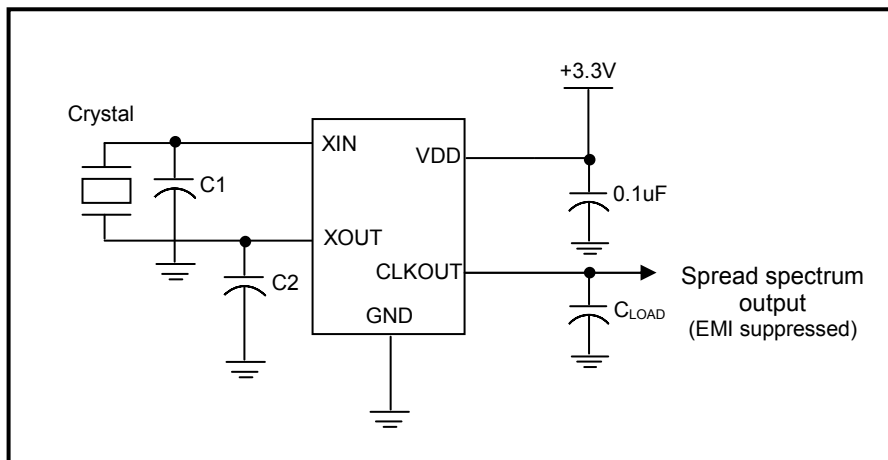 +3.3V
Crystal
XIN
VDD
C1
0.1uF
XOUT
CLKOUT
C2
Spread spectrum
output
(EMI suppressed)
CLOAD
GND